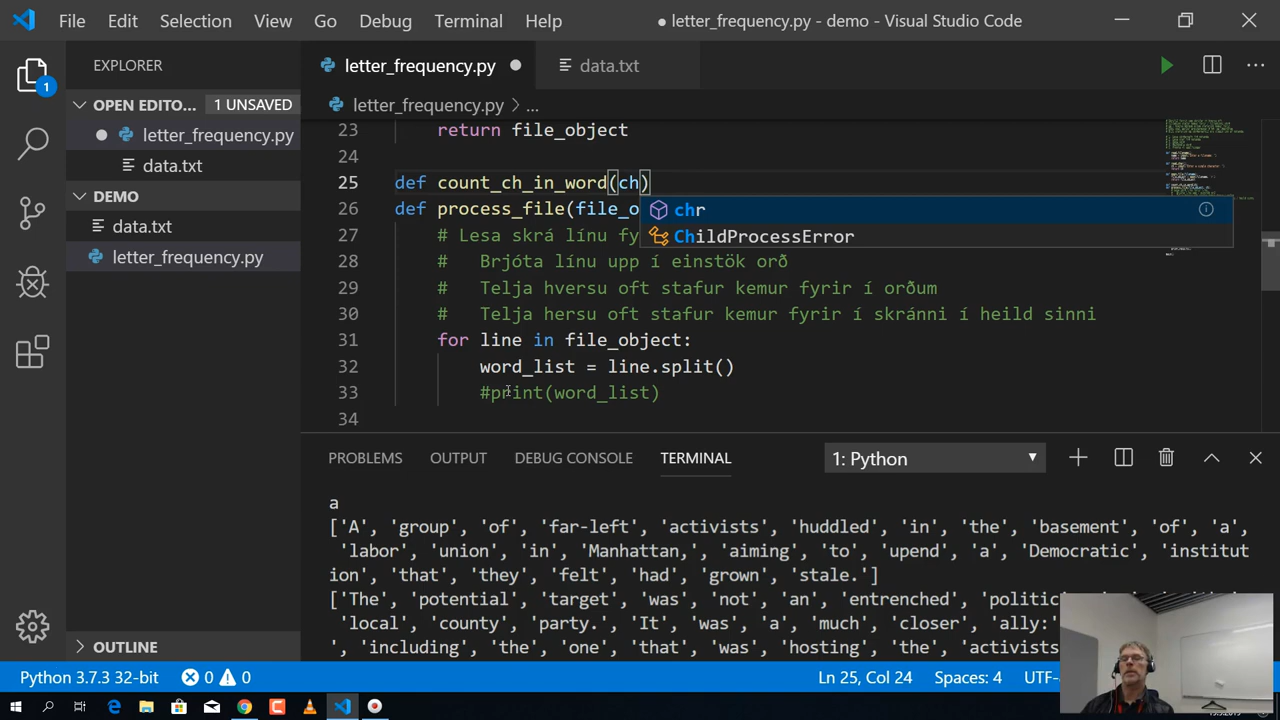 File Edit Selection View Go Debug Terminal Help
● letter_frequency.py - demo - Visual Studio Code
EXPLORER
letter_frequency.py ●
data.txt
OPEN EDITO... 1 UNSAVED
letter_frequency.py > ...
● letter_frequency.py
data.txt
DEMO
data.txt
letter_frequency.py
23 return file_object
24
25 def count_ch_in_word(ch)
chr
ChildProcessError
26 def process_file(file_o
27 # Lesa skrá línu fy
28 # Brjóta línu upp í einstök orð
29 # Telja hversu oft stafur kemur fyrir í orðum
30 # Telja hersu oft stafur kemur fyrir í skránni í heild sinni
31 for line in file_object:
32 word_list = line.split()
33 #print(word_list)
34
PROBLEMS OUTPUT DEBUG CONSOLE TERMINAL 1: Python
a
['A', 'group', 'of', 'far-left', 'activists', 'huddled', 'in', 'the', 'basement', 'of', 'a',
'labor', 'union', 'in', 'Manhattan,', 'aiming', 'to', 'upend', 'a', 'Democratic', 'institut
ion', 'that', 'they', 'felt', 'had', 'grown', 'stale.']
['The', 'potential', 'target', 'was', 'not', 'an', 'entrenched',
'local', 'county', 'party.', 'It', 'was', 'a', 'much', 'closer', 'ally:'
', 'including', 'the', 'one', 'that', 'was', 'hosting', 'the', 'activists
OUTLINE
Python 3.7.3 32-bit 0 0 Ln 25, Col 24 Spaces: 4 UTF-